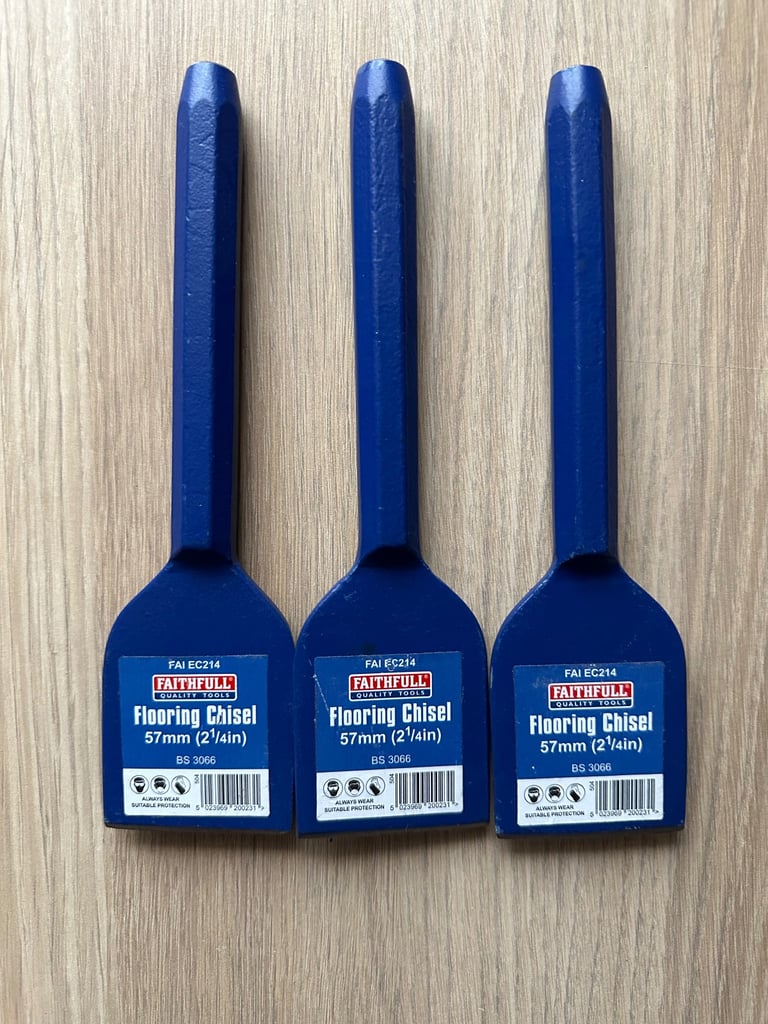 FAI EC214
FAITHFULL®
QUALITY TOOLS
Flooring Chisel
57mm (2¹/4in)
BS 3066
504
ALWAYS WEAR
SUITABLE PROTECTION
5 023969 200231 >
FAI EC214
FAITHFULL®
QUALITY TOOLS
Flooring Chisel
57mm (2¹/4in)
BS 3066
504
ALWAYS WEAR
SUITABLE PROTECTION
5 023969 200231 >
FAI EC214
FAITHFULL®
QUALITY TOOLS
Flooring Chisel
57mm (2¹/4in)
BS 3066
504
ALWAYS WEAR
SUITABLE PROTECTION
5 023969 200231 >